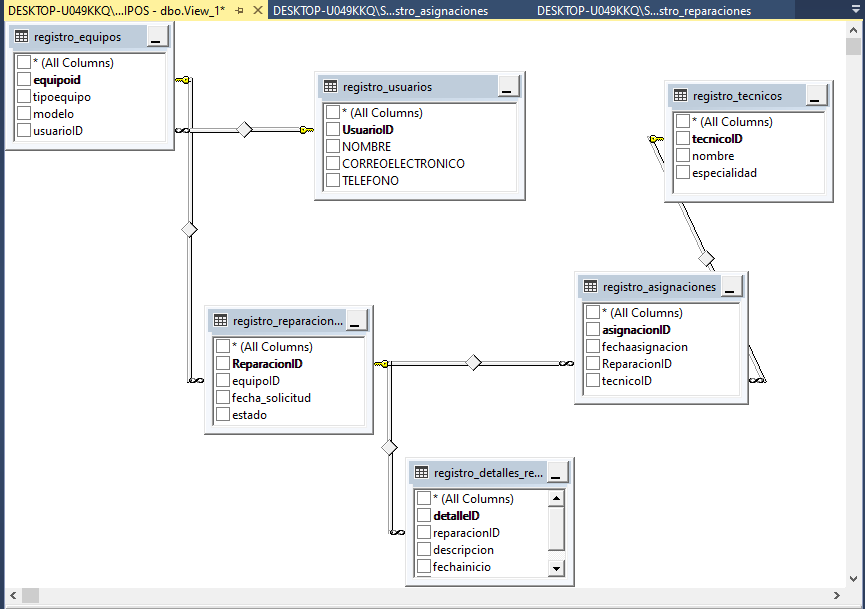 DESKTOP-U049KKQ\...IPOS - dbo.View_1*
DESKTOP-U049KKQ\S...stro_asignaciones
DESKTOP-U049KKQ\S...stro_reparaciones
registro_equipos
* (All Columns)
equipoid
tipoequipo
modelo
usuarioID
registro_usuarios
* (All Columns)
UsuarioID
NOMBRE
CORREOELECTRONICO
TELEFONO
registro_tecnicos
* (All Columns)
tecnicoID
nombre
especialidad
registro_reparacion...
* (All Columns)
ReparacionID
equipoID
fecha_solicitud
estado
registro_asignaciones
* (All Columns)
asignacionID
fechaasignacion
ReparacionID
tecnicoID
registro_detalles_re...
* (All Columns)
detalleID
reparacionID
descripcion
fechainicio